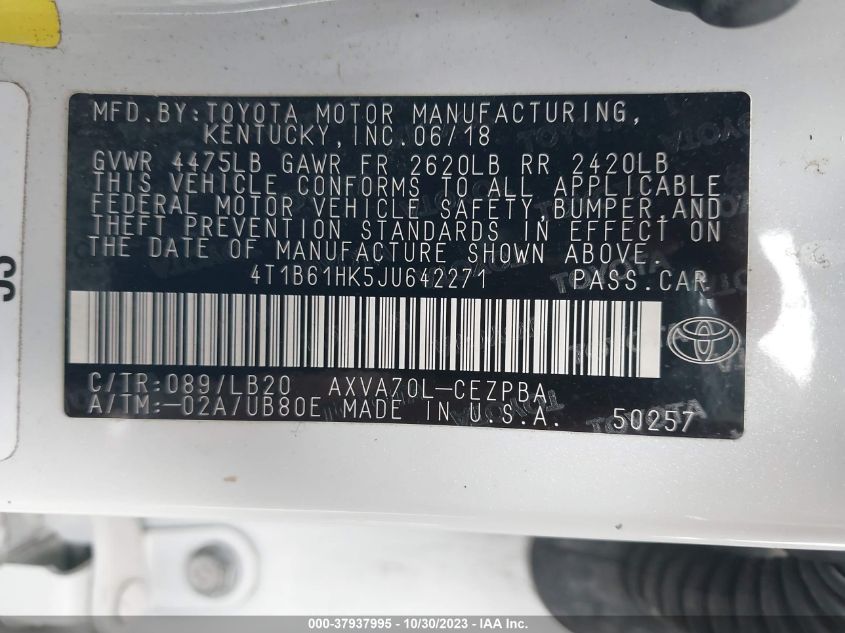 MFD.BY:TOYOTA MOTOR MANUFACTURING,
KENTUCKY,INC.06/18
GVWR 4475LB GAWR FR 2620LB RR 2420LB
THIS VEHICLE CONFORMS TO ALL APPLICABLE
FEDERAL MOTOR VEHICLE SAFETY,BUMPER,AND
THEFT PREVENTION STANDARDS IN EFFECT ON
THE DATE OF MANUFACTURE SHOWN ABOVE.
4T1B61HK5JU642271 PASS.CAR
C/TR:089/LB20 AXVA70L-CEZPBA
A/TM:-02A/UB80E MADE IN U.S.A. 50257
000-37937995 - 10/30/2023 - IAA Inc.